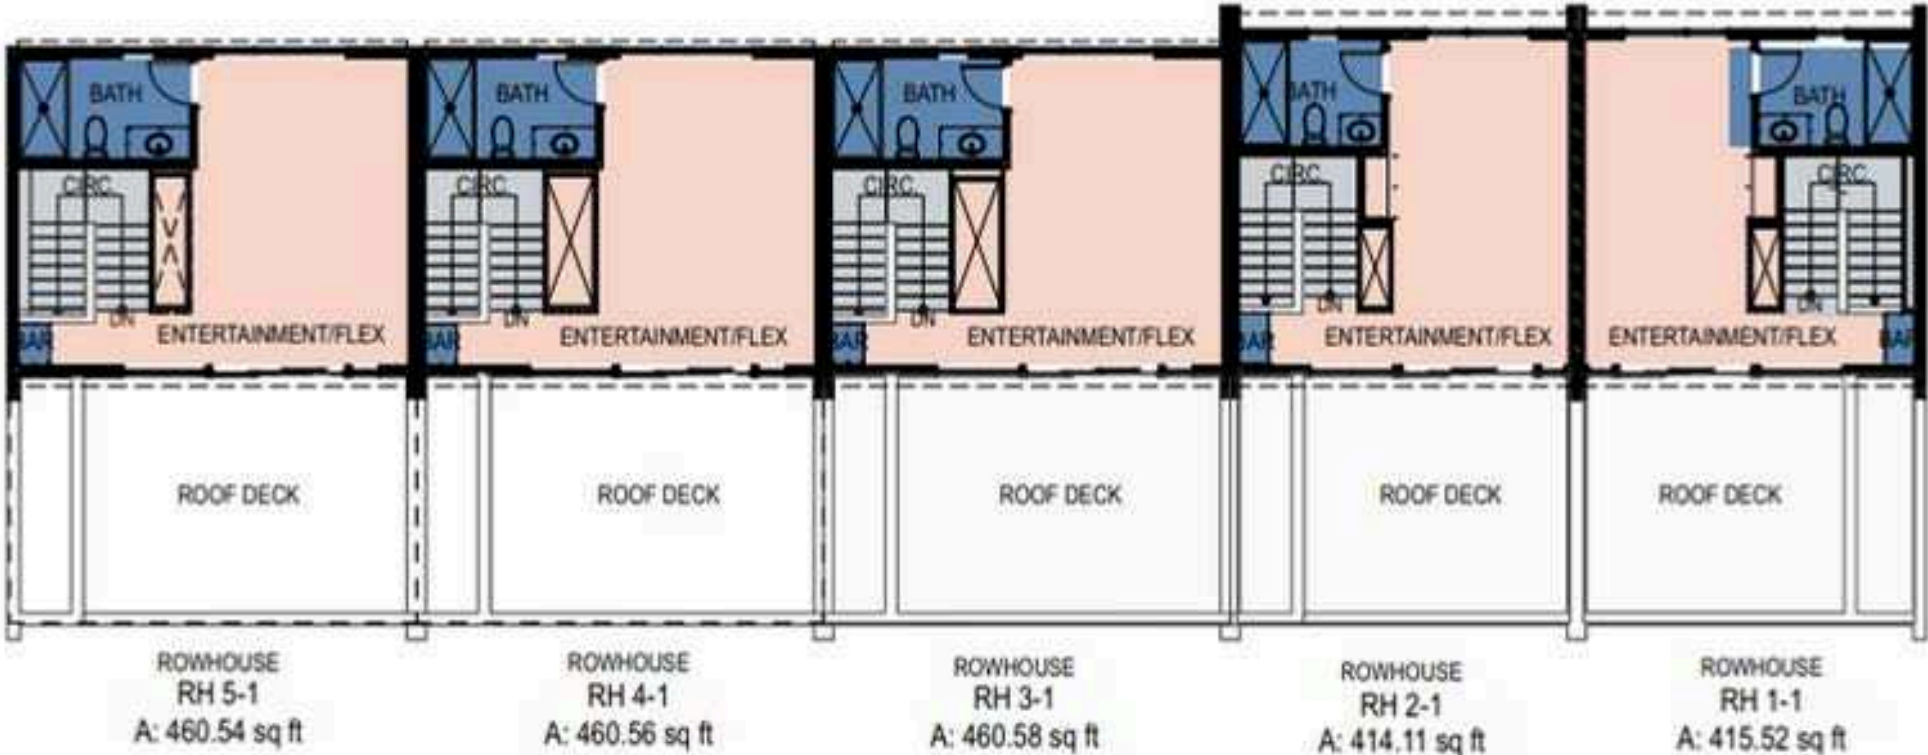 BATH
BATH
BATH
BATH
BATH
CIRC.
CIRC.
CIRC.
CIRC.
CIRC.
DN
DN
DN
DN
DN
BAR
ENTERTAINMENT/FLEX
BAR
ENTERTAINMENT/FLEX
BAR
ENTERTAINMENT/FLEX
BAR
ENTERTAINMENT/FLEX
ENTERTAINMENT/FLEX
BAR
ROOF DECK
ROOF DECK
ROOF DECK
ROOF DECK
ROOF DECK
ROWHOUSE
RH 5-1
A: 460.54 sq ft
ROWHOUSE
RH 4-1
A: 460.56 sq ft
ROWHOUSE
RH 3-1
A: 460.58 sq ft
ROWHOUSE
RH 2-1
A: 414.11 sq ft
ROWHOUSE
RH 1-1
A: 415.52 sq ft